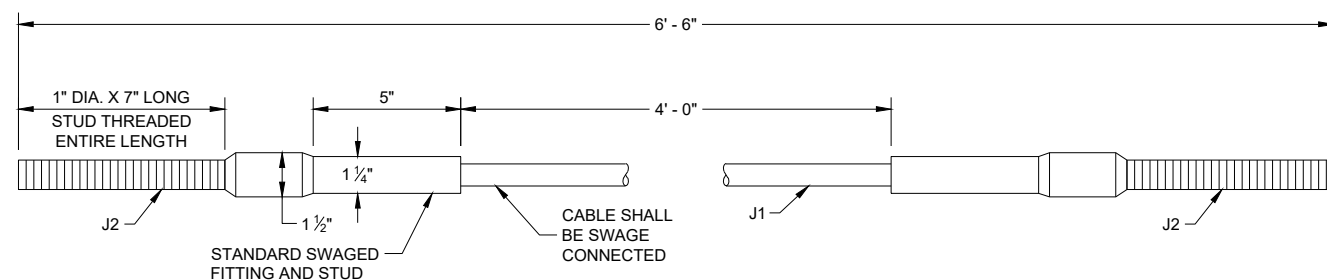 6' - 6"
1" DIA. X 7" LONG
STUD THREADED
ENTIRE LENGTH
5"
4' - 0"
1 ¼"
J2
1 ½"
STANDARD SWAGED
FITTING AND STUD
CABLE SHALL
BE SWAGE
CONNECTED
J1
J2